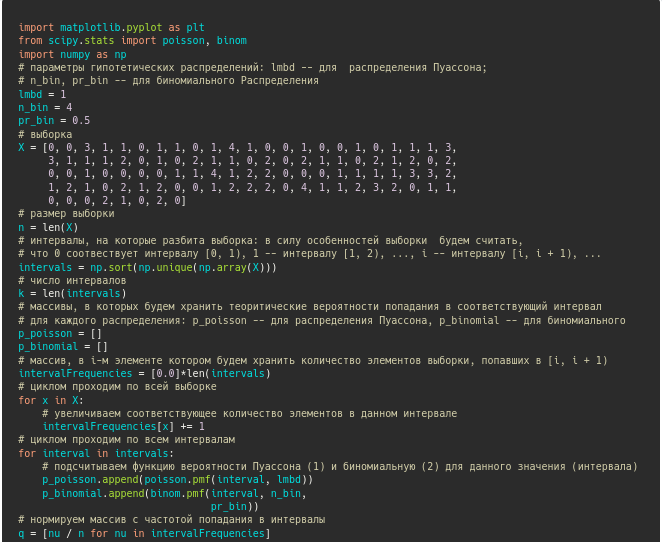 import matplotlib.pyplot as plt
from scipy.stats import poisson, binom
import numpy as np
# параметры гипотетических распределений: lmbd -- для  распределения Пуассона;
# n_bin, pr_bin -- для биномиального Распределения
lmbd = 1
n_bin = 4
pr_bin = 0.5
# выборка
X = [0, 0, 3, 1, 1, 0, 1, 1, 0, 1, 4, 1, 0, 0, 1, 0, 0, 1, 0, 1, 1, 1, 3,
     3, 1, 1, 1, 2, 0, 1, 0, 2, 1, 1, 0, 2, 0, 2, 1, 1, 0, 2, 1, 2, 0, 2,
     0, 0, 1, 0, 0, 0, 0, 1, 1, 4, 1, 2, 2, 0, 0, 0, 1, 1, 1, 1, 3, 3, 2,
     1, 2, 1, 0, 2, 1, 2, 0, 0, 1, 2, 2, 2, 0, 4, 1, 1, 2, 3, 2, 0, 1, 1,
     0, 0, 0, 2, 1, 0, 2, 0]
# размер выборки
n = len(X)
# интервалы, на которые разбита выборка: в силу особенностей выборки  будем считать,
# что 0 соотвествует интервалу [0, 1), 1 -- интервалу [1, 2), ..., i -- интервалу [i, i + 1), ...
intervals = np.sort(np.unique(np.array(X)))
# число интервалов
k = len(intervals)
# массивы, в которых будем хранить теоритические вероятности попадания в соответствующий интервал
# для каждого распределения: p_poisson -- для распределения Пуассона, p_binomial -- для биномиального
p_poisson = []
p_binomial = []
# массив, в i-м элементе котором будем хранить количество элементов выборки, попавших в [i, i + 1)
intervalFrequencies = [0.0]*len(intervals)
# циклом проходим по всей выборке
for x in X:
    # увеличиваем соответствующее количество элементов в данном интервале
    intervalFrequencies[x] += 1
# циклом проходим по всем интервалам
for interval in intervals:
    # подсчитываем функцию вероятности Пуассона (1) и биномиальную (2) для данного значения (интервала)
    p_poisson.append(poisson.pmf(interval, lmbd))
    p_binomial.append(binom.pmf(interval, n_bin,
                                pr_bin))
# нормируем массив с частотой попадания в интервалы
q = [nu / n for nu in intervalFrequencies]